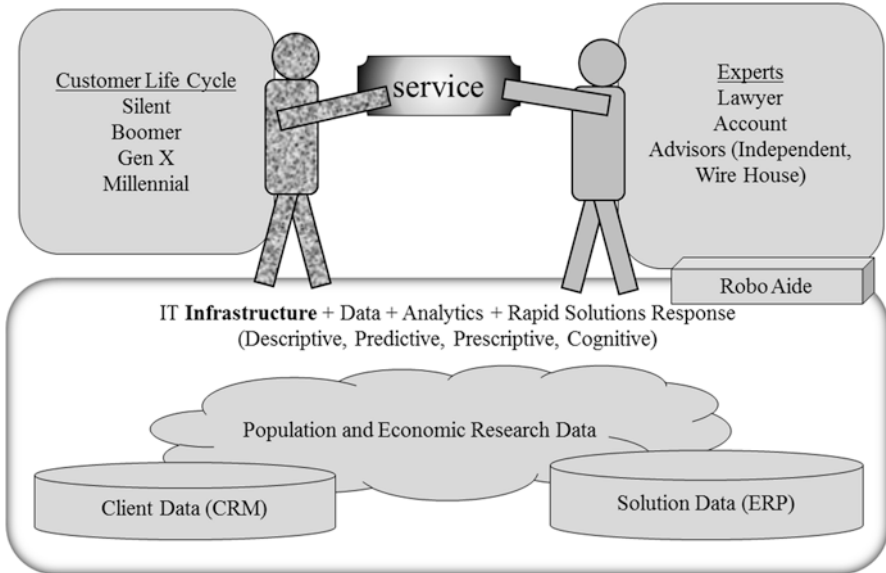 Customer Life Cycle
Silent
Boomer
Gen X
Millennial
service
Experts
Lawyer
Account
Advisors (Independent,
Wire House)
Robo Aide
IT Infrastructure + Data + Analytics + Rapid Solutions Response
(Descriptive, Predictive, Prescriptive, Cognitive)
Population and Economic Research Data
Client Data (CRM)
Solution Data (ERP)